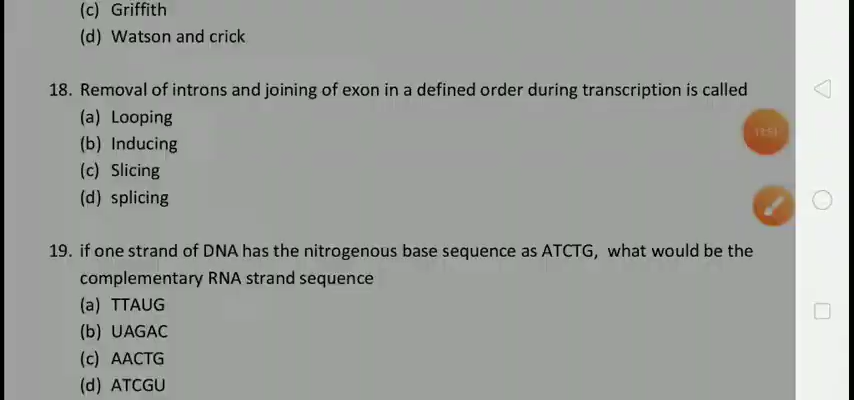 (c) Griffith
(d) Watson and crick
18. Removal of introns and joining of exon in a defined order during transcription is called
(a) Looping
(b) Inducing
(c) Slicing
(d) splicing
19. if one strand of DNA has the nitrogenous base sequence as ATCTG, what would be the
complementary RNA strand sequence
(a) TTAUG
(b) UAGAC
(c) AACTG
(d) ATCGU